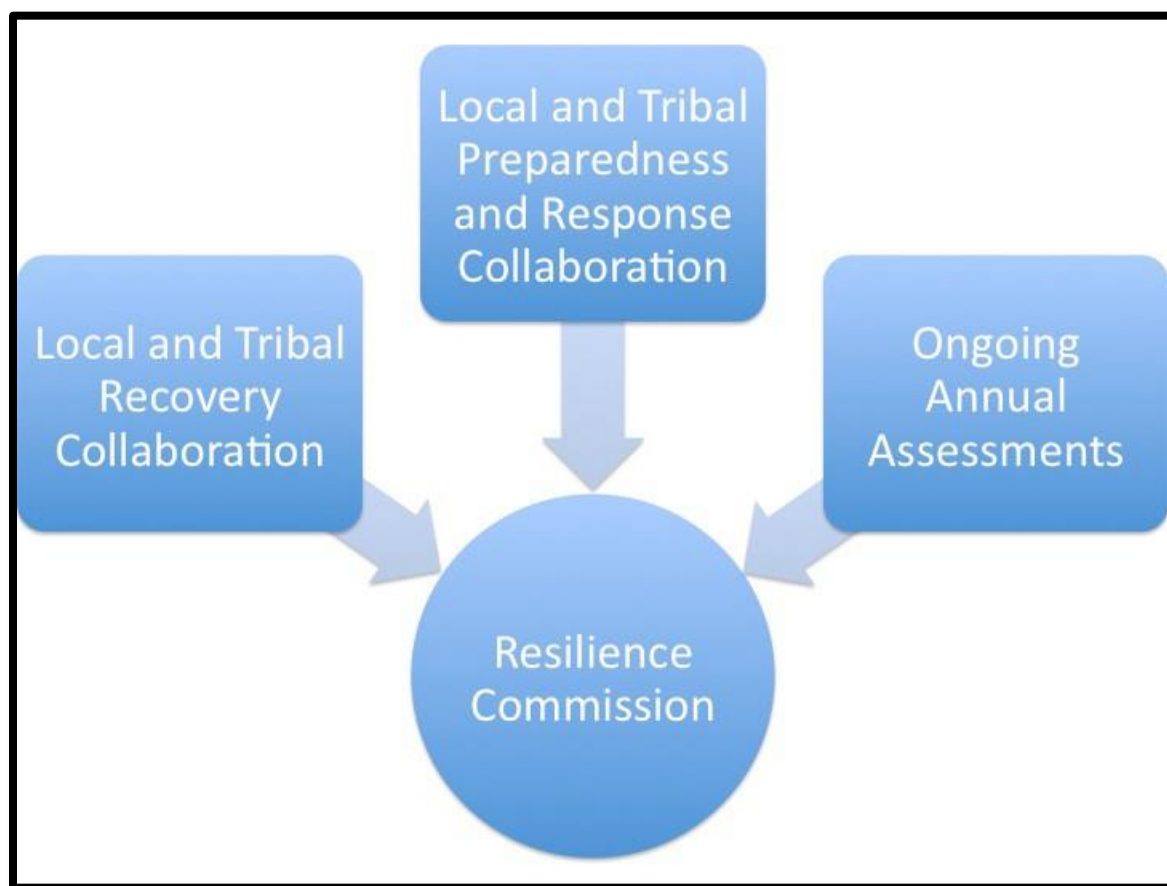 Local and Tribal
Preparedness
and Response
Collaboration
Local and Tribal
Recovery
Collaboration
Ongoing
Annual
Assessments
Resilience
Commission